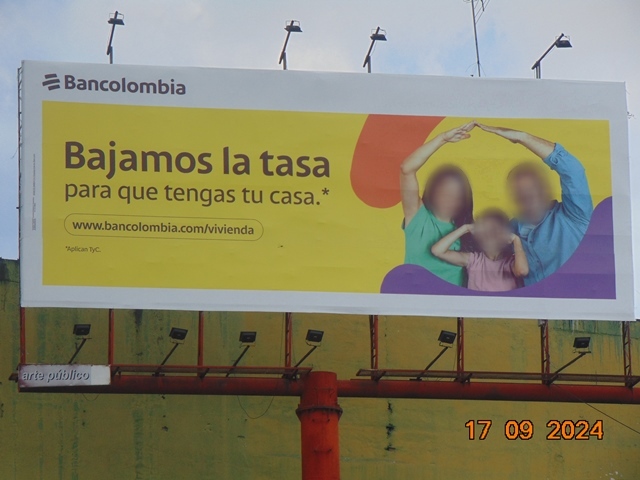 Bancolombia
Bajamos la tasa
para que tengas tu casa.*
www.bancolombia.com/vivienda
*Aplican TyC.
arte público
17 09 2024